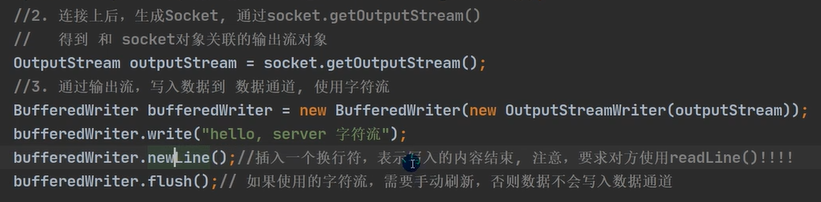 //2. 连接上后，生成Socket, 通过socket.getOutputStream()
//   得到 和 socket对象关联的输出流对象
OutputStream outputStream = socket.getOutputStream();
//3. 通过输出流，写入数据到 数据通道, 使用字符流
BufferedWriter bufferedWriter = new BufferedWriter(new OutputStreamWriter(outputStream));
bufferedWriter.write("hello, server 字符流");
bufferedWriter.newLine();//插入一个换行符，表示写入的内容结束, 注意，要求对方使用readLine()!!!!
bufferedWriter.flush();// 如果使用的字符流，需要手动刷新，否则数据不会写入数据通道